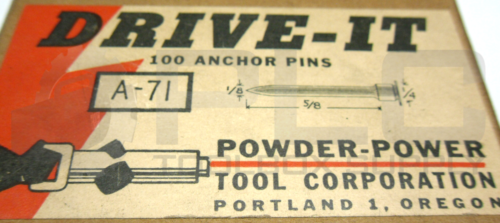 DRIVE-IT
100 ANCHOR PINS
A-71
1/8
5/8
1/4
POWDER-POWER
TOOL CORPORATION
PORTLAND 1, OREGON